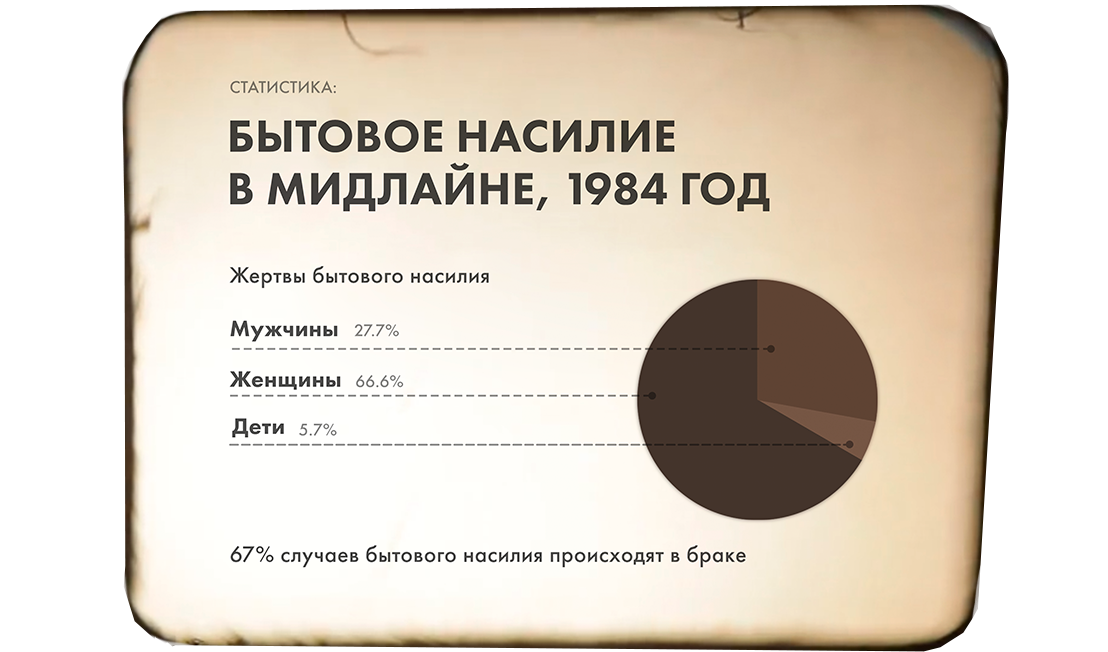 СТАТИСТИКА:
БЫТОВОЕ НАСИЛИЕ
В МИДЛАЙНЕ, 1984 ГОД
Жертвы бытового насилия
Мужчины 27.7%
Женщины 66.6%
Дети 5.7%
67% случаев бытового насилия происходят в браке